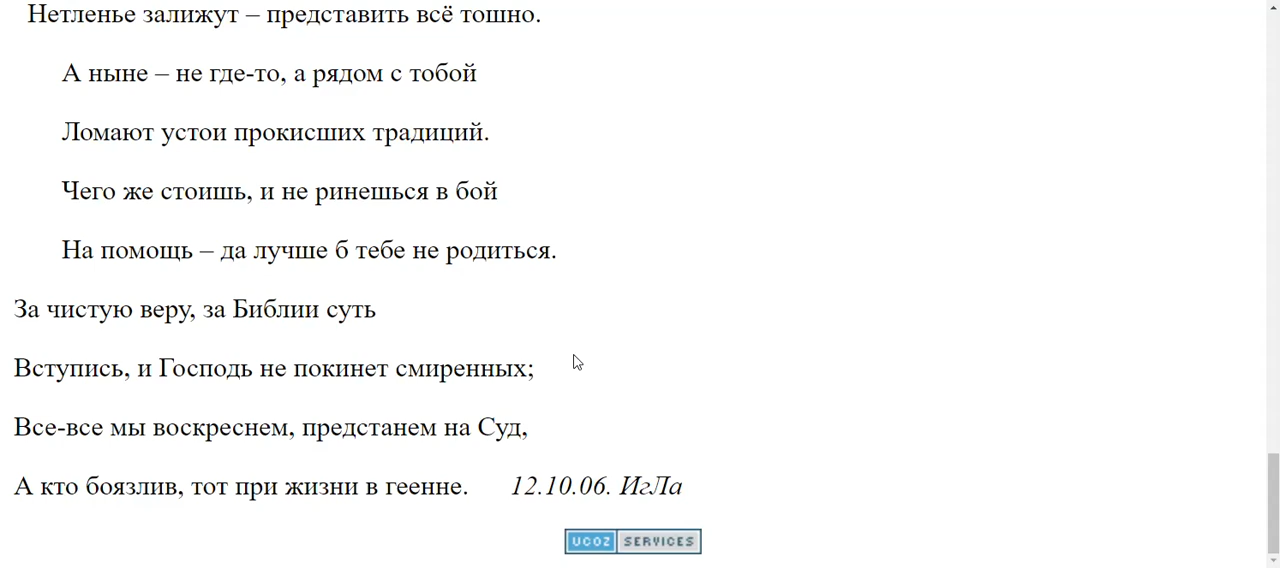 Нетленье залижут – представить всё тошно.
А ныне – не где-то, а рядом с тобой
Ломают устои прокисших традиций.
Чего же стоишь, и не ринешься в бой
На помощь – да лучше б тебе не родиться.
За чистую веру, за Библии суть
Вступись, и Господь не покинет смиренных;
Все-все мы воскреснем, предстанем на Суд,
А кто боязлив, тот при жизни в геенне. 12.10.06. ИгЛа
UCOZ SERVICES